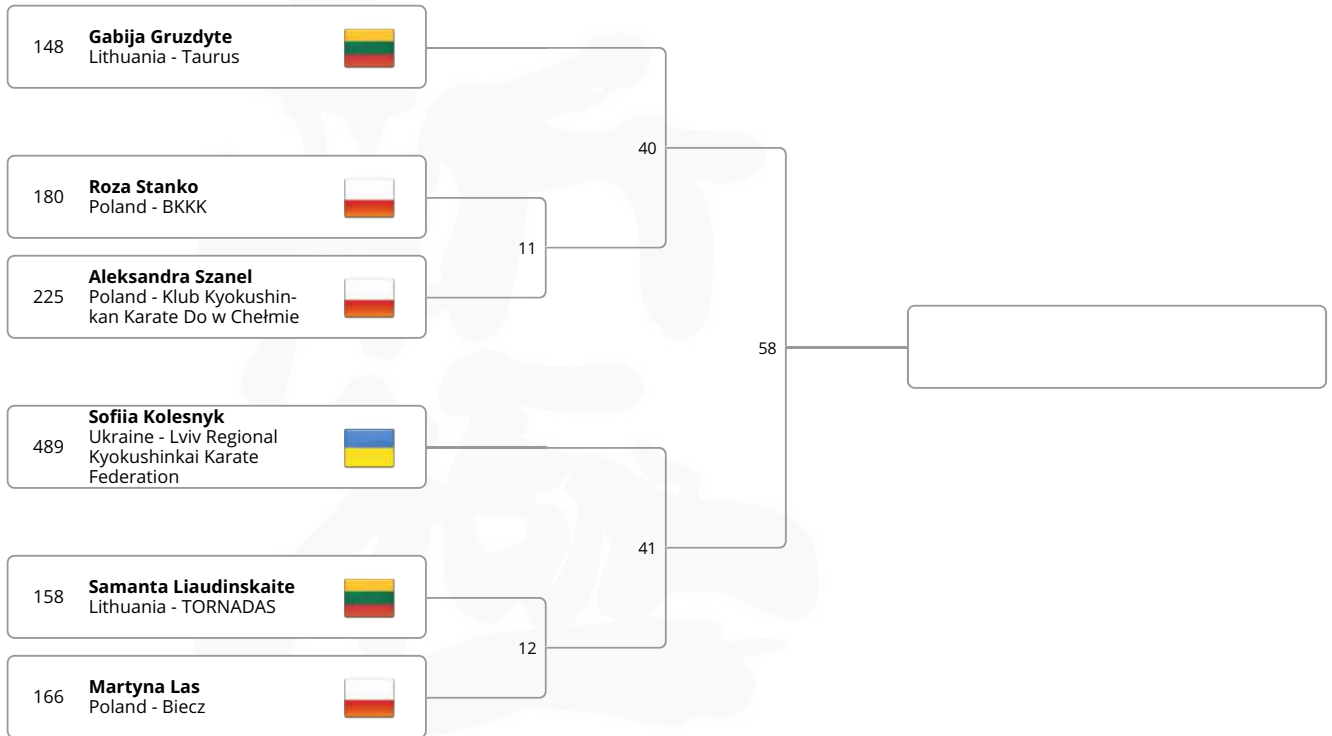 148
Gabija Gruzdyte
Lithuania - Taurus
40
180
Roza Stanko
Poland - BKKK
11
225
Aleksandra Szanel
Poland - Klub Kyokushin-
kan Karate Do w Chełmie
58
489
Sofiia Kolesnyk
Ukraine - Lviv Regional
Kyokushinkai Karate
Federation
41
158
Samanta Liaudinskaite
Lithuania - TORNADAS
12
166
Martyna Las
Poland - Biecz